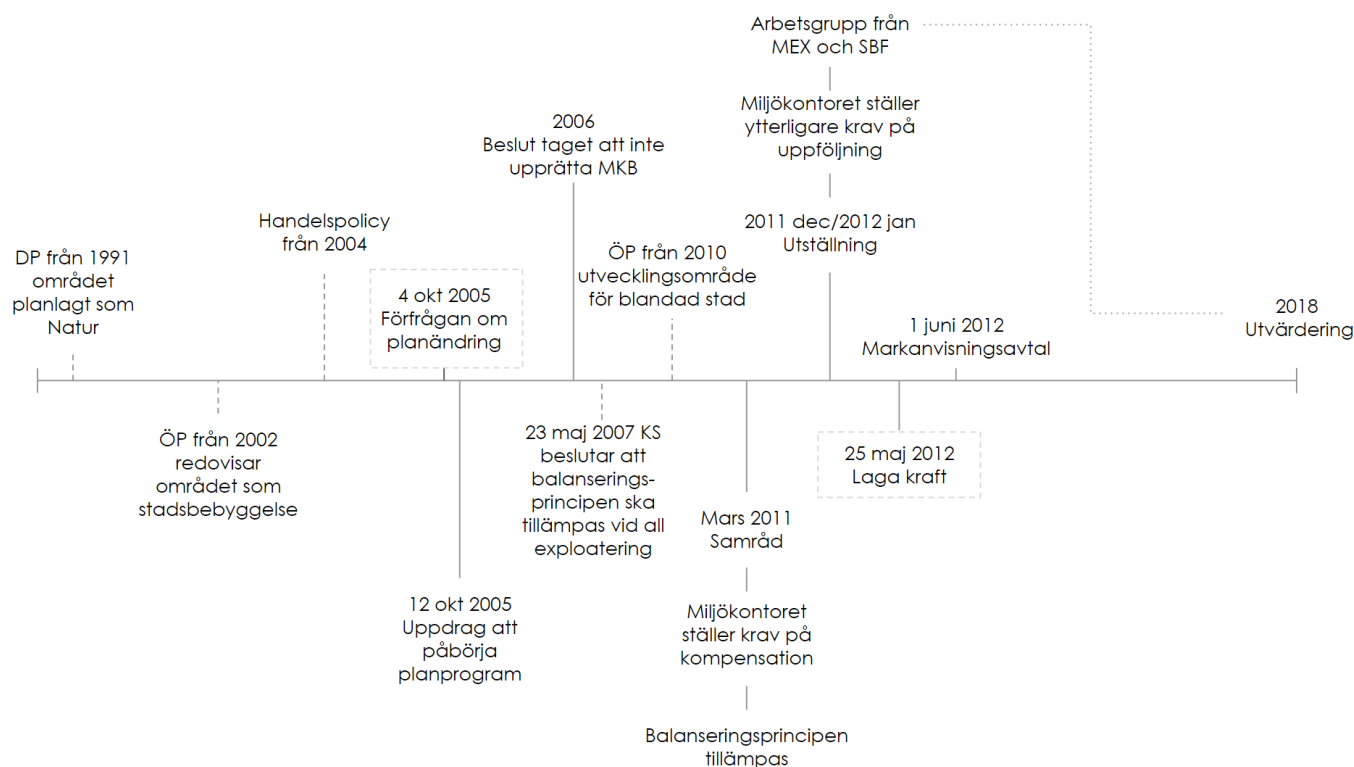 Arbetsgrupp från
MEX och SBF
Miljökontoret ställer
ytterligare krav på
uppföljning
2011 dec/2012 jan
Utställning
2006
Beslut taget att inte
upprätta MKB
Handelspolicy
från 2004
DP från 1991
området
planlagt som
Natur
4 okt 2005
Förfrågan om
planändring
ÖP från 2010
utvecklingsområde
för blandad stad
1 juni 2012
Markanvisningsavtal
2018
Utvärdering
ÖP från 2002
redovisar
området som
stadsbebyggelse
12 okt 2005
Uppdrag att
påbörja
planprogram
23 maj 2007 KS
beslutar att
balanserings-
principen ska
tillämpas vid all
exploatering
Mars 2011
Samråd
Miljökontoret
ställer krav på
kompensation
Balanseringsprincipen
tillämpas
25 maj 2012
Laga kraft